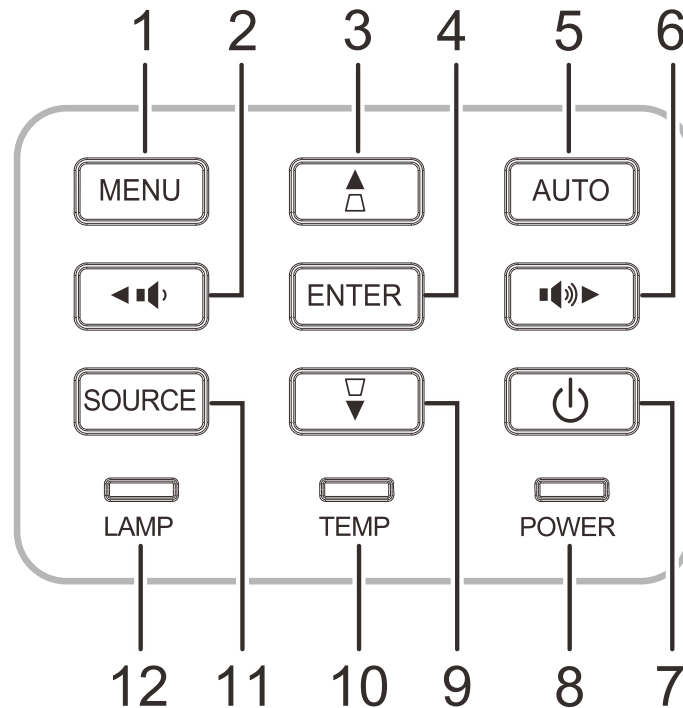 1 2 3 4 5 6
MENU AUTO
ENTER
SOURCE
LAMP TEMP POWER
12 11 10 9 8 7